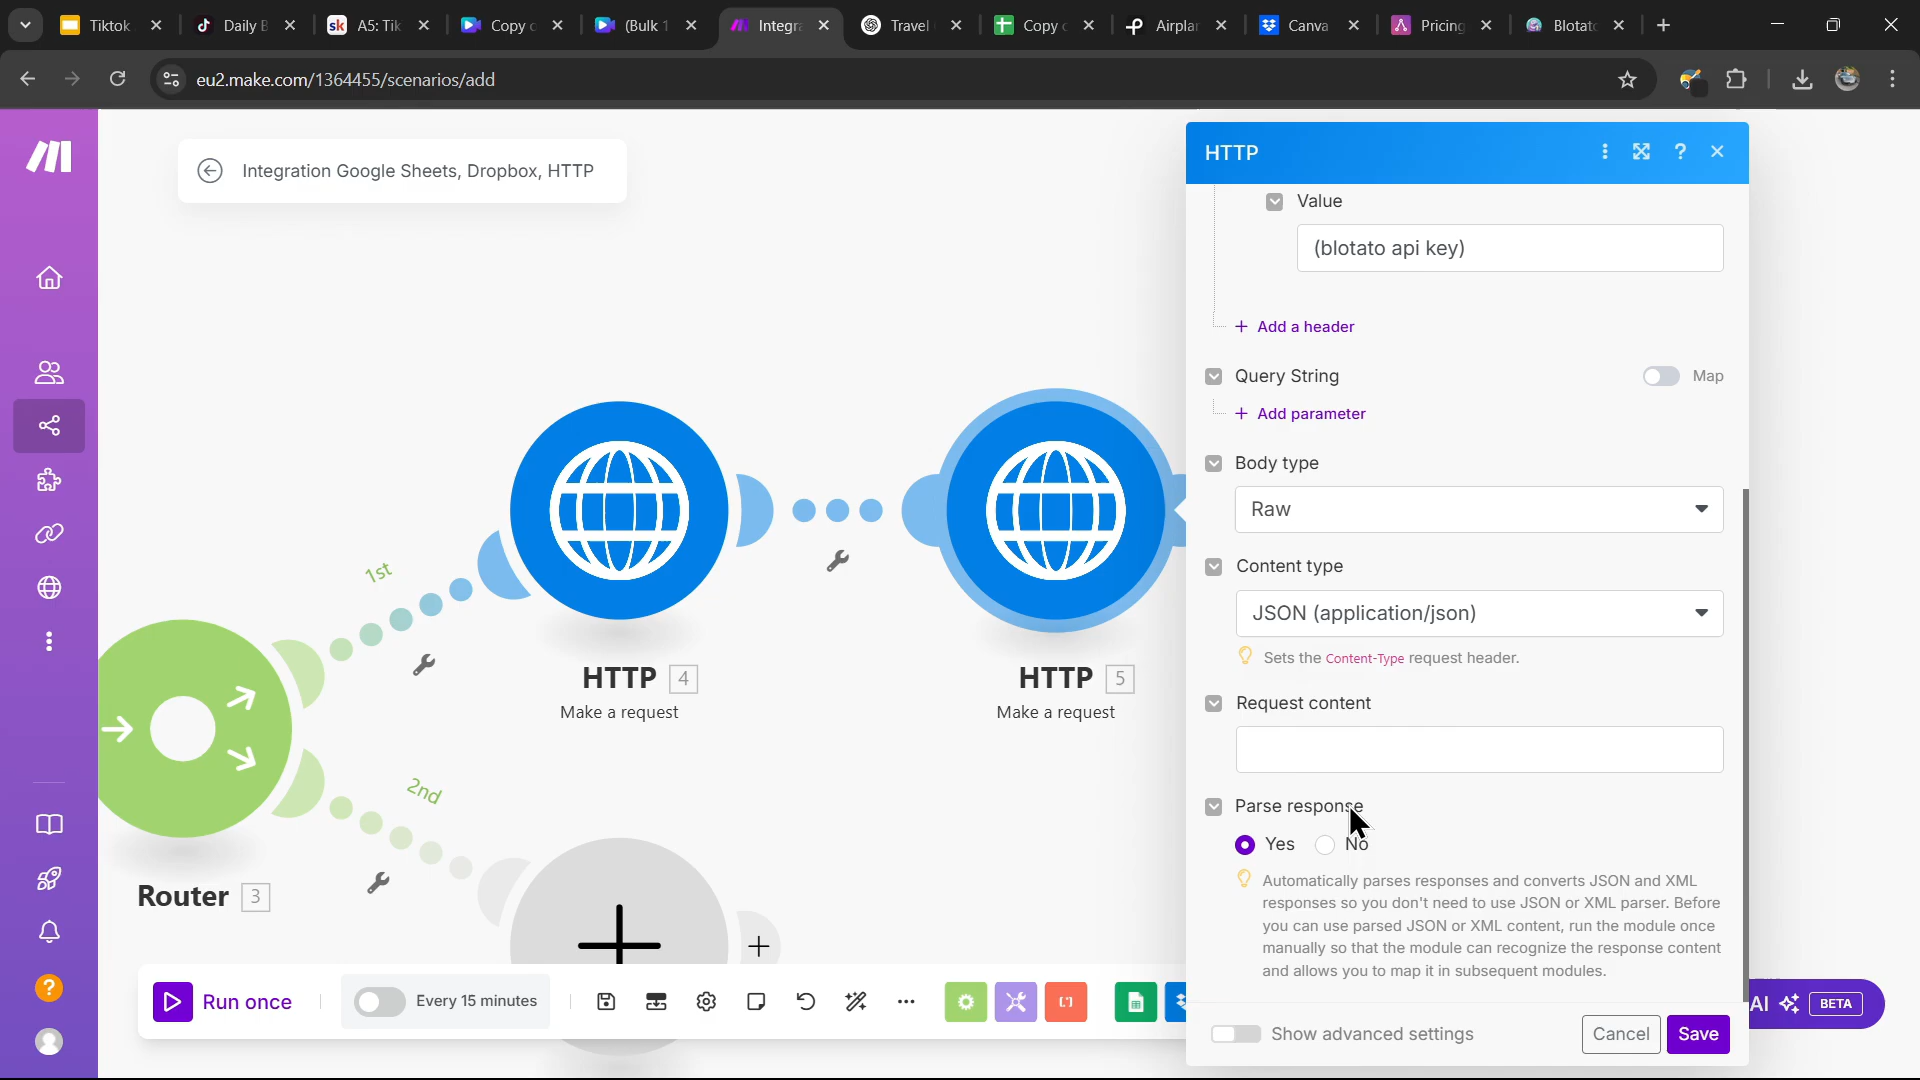 Tiktok
Daily B
A5: Tik
Copy o
(Bulk 1
Integra
Travel
Copy o
Airplan
Canva
Pricing
Blotato
eu2.make.com/1364455/scenarios/add
Integration Google Sheets, Dropbox, HTTP
HTTP
Value
(blotato api key)
+ Add a header
Query String
Map
+ Add parameter
Body type
Raw
Content type
JSON (application/json)
Sets the Content-Type request header.
Request content
Parse response
Yes
No
Automatically parses responses and converts JSON and XML
responses so you don't need to use JSON or XML parser. Before
you can use parsed JSON or XML content, run the module once
manually so that the module can recognize the response content
and allows you to map it in subsequent modules.
Show advanced settings
Cancel
Save
1st
2nd
HTTP 4
Make a request
HTTP 5
Make a request
Router 3
Run once
Every 15 minutes
AI
BETA